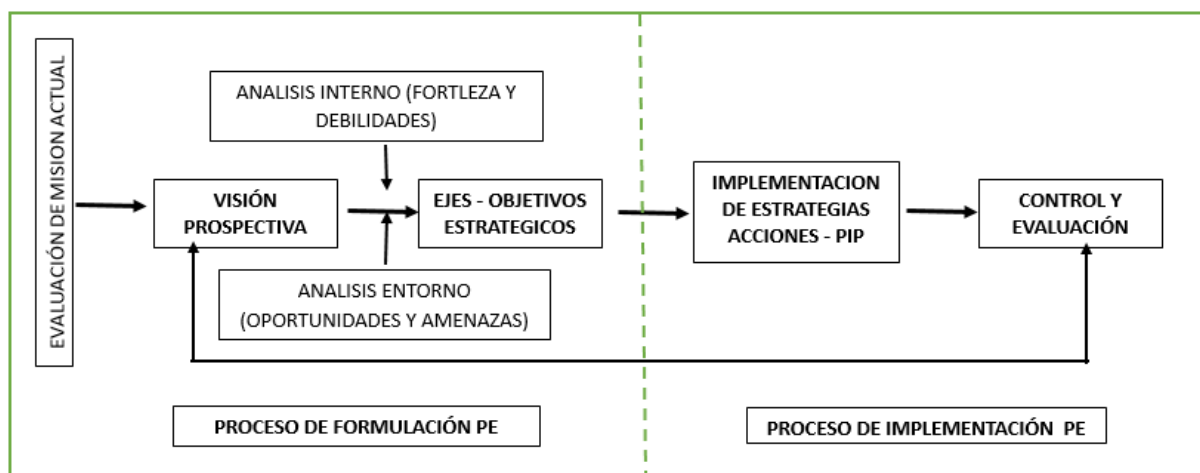 EVALUACIÓN DE MISION ACTUAL
ANALISIS INTERNO (FORTLEZA Y
DEBILIDADES)
VISIÓN
PROSPECTIVA
EJES - OBJETIVOS
ESTRATEGICOS
ANALISIS ENTORNO
(OPORTUNIDADES Y AMENAZAS)
IMPLEMENTACION
DE ESTRATEGIAS
ACCIONES - PIP
CONTROL Y
EVALUACIÓN
PROCESO DE FORMULACIÓN PE
PROCESO DE IMPLEMENTACIÓN PE